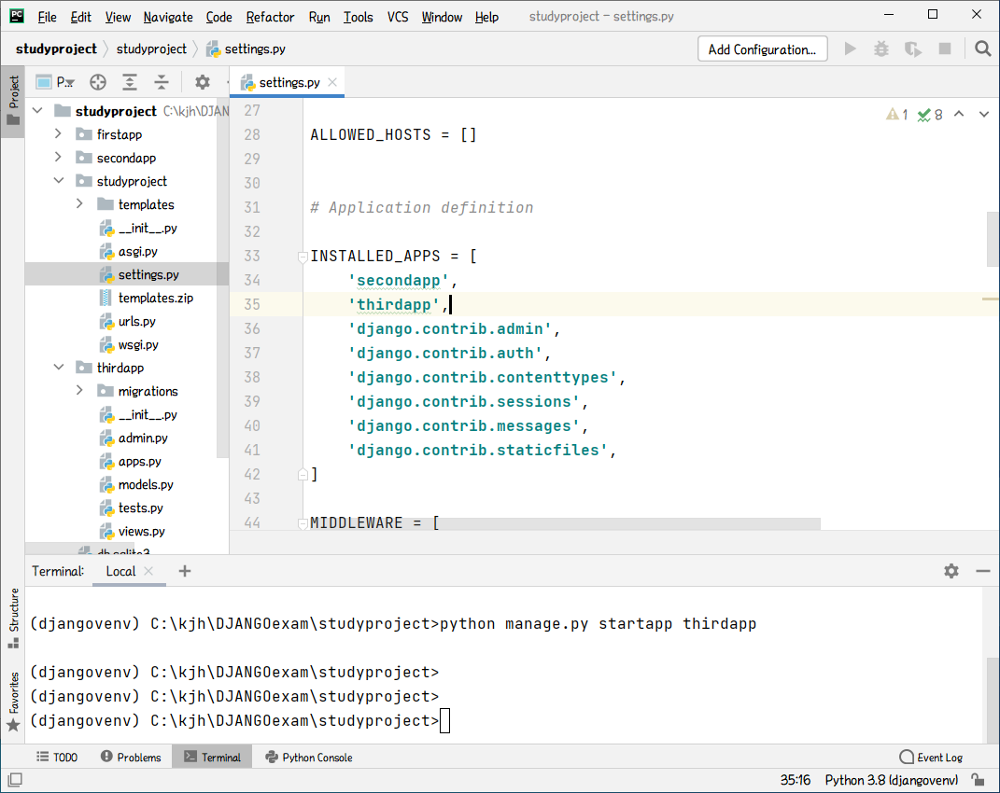 PC File Edit View Navigate Code Refactor Run Tools VCS Window Help studyproject – settings.py
studyproject studyproject settings.py Add Configuration...
Project
P... settings.py
studyproject C:\kjh\DJAN
firstapp
secondapp
studyproject
templates
__init__.py
asgi.py
settings.py
templates.zip
urls.py
wsgi.py
thirdapp
migrations
__init__.py
admin.py
apps.py
models.py
tests.py
views.py
db.sqlite3
1 8
27
28 ALLOWED_HOSTS = []
29
30
31 # Application definition
32
33 INSTALLED_APPS = [
34 'secondapp',
35 'thirdapp',
36 'django.contrib.admin',
37 'django.contrib.auth',
38 'django.contrib.contenttypes',
39 'django.contrib.sessions',
40 'django.contrib.messages',
41 'django.contrib.staticfiles',
42 ]
43
44 MIDDLEWARE = [
Terminal: Local
Structure
Favorites
(djangovenv) C:\kjh\DJANGOexam\studyproject>python manage.py startapp thirdapp
(djangovenv) C:\kjh\DJANGOexam\studyproject>
(djangovenv) C:\kjh\DJANGOexam\studyproject>
(djangovenv) C:\kjh\DJANGOexam\studyproject>
TODO Problems Terminal Python Console Event Log
35:16 Python 3.8 (djangovenv)